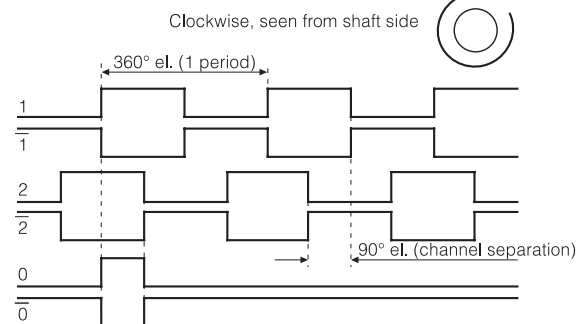 Clockwise, seen from shaft side
360° el. (1 period)
1
1̅
2
2̅
90° el. (channel separation)
0
0̅